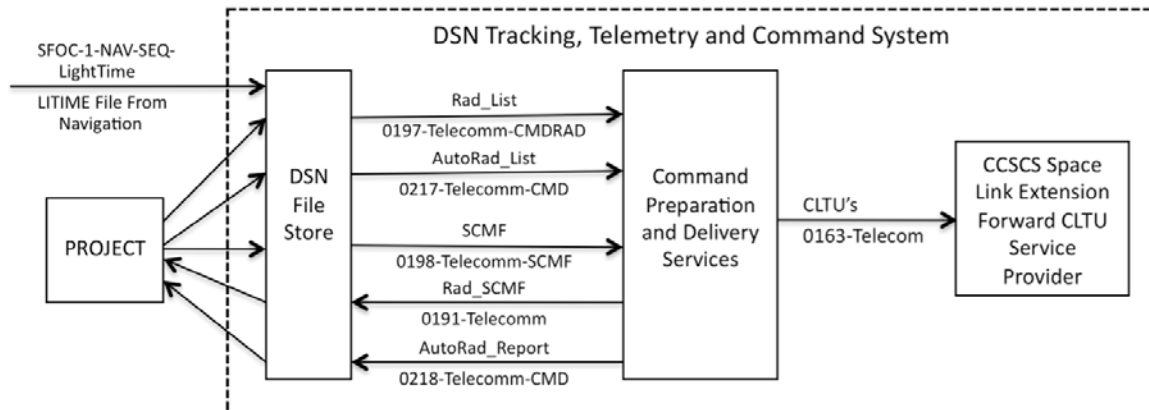 DSN Tracking, Telemetry and Command System
SFOC-1-NAV-SEQ-
LightTime
LITIME File From
Navigation
PROJECT
DSN
File
Store
Rad_List
0197-Telecomm-CMDRAD
AutoRad_List
0217-Telecomm-CMD
SCMF
0198-Telecomm-SCMF
Rad_SCMF
0191-Telecomm
AutoRad_Report
0218-Telecomm-CMD
Command
Preparation
and Delivery
Services
CLTU's
0163-Telecom
CCSCS Space
Link Extension
Forward CLTU
Service
Provider